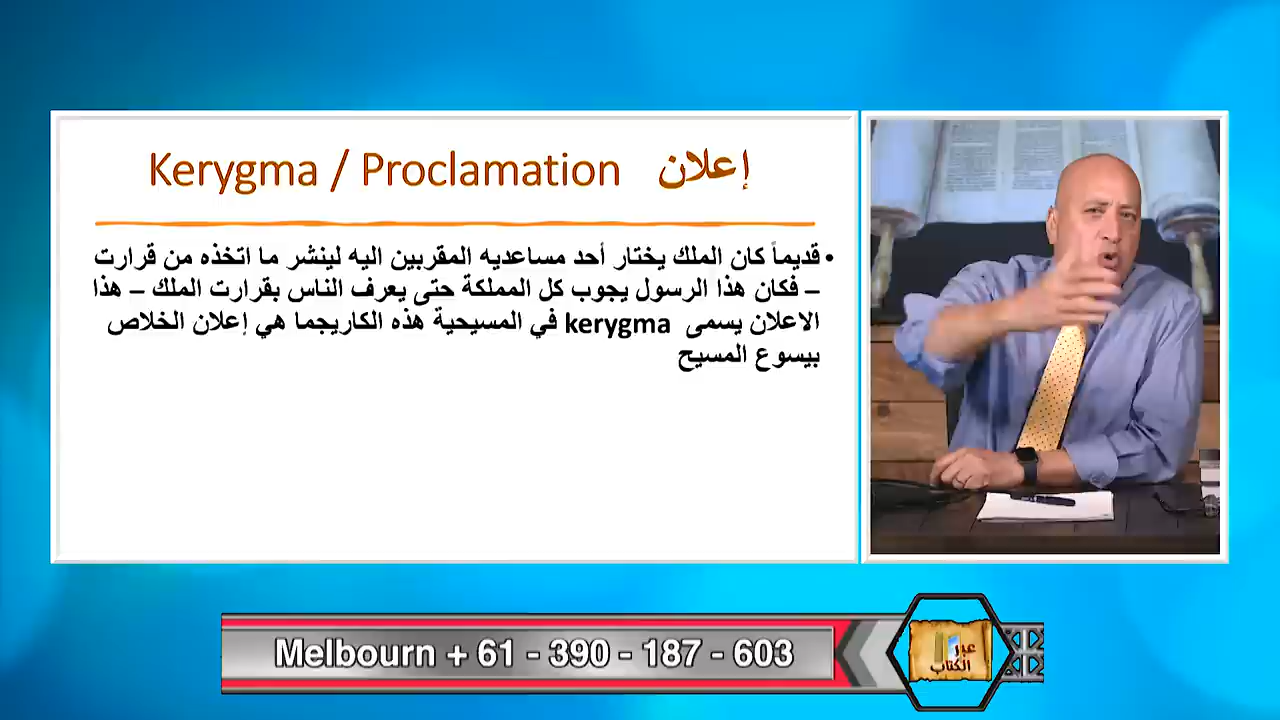 Kerygma / Proclamation إعلان
• قديماً كان الملك يختار أحد مساعديه المقربين اليه لينشر ما اتخذه من قرارت
– فكان هذا الرسول يجوب كل المملكة حتى يعرف الناس بقرارت الملك – هذا
الاعلان يسمى kerygma في المسيحية هذه الكاريجما هي إعلان الخلاص
بيسوع المسيح
Melbourn + 61 - 390 - 187 - 603
عبر
الكتاب